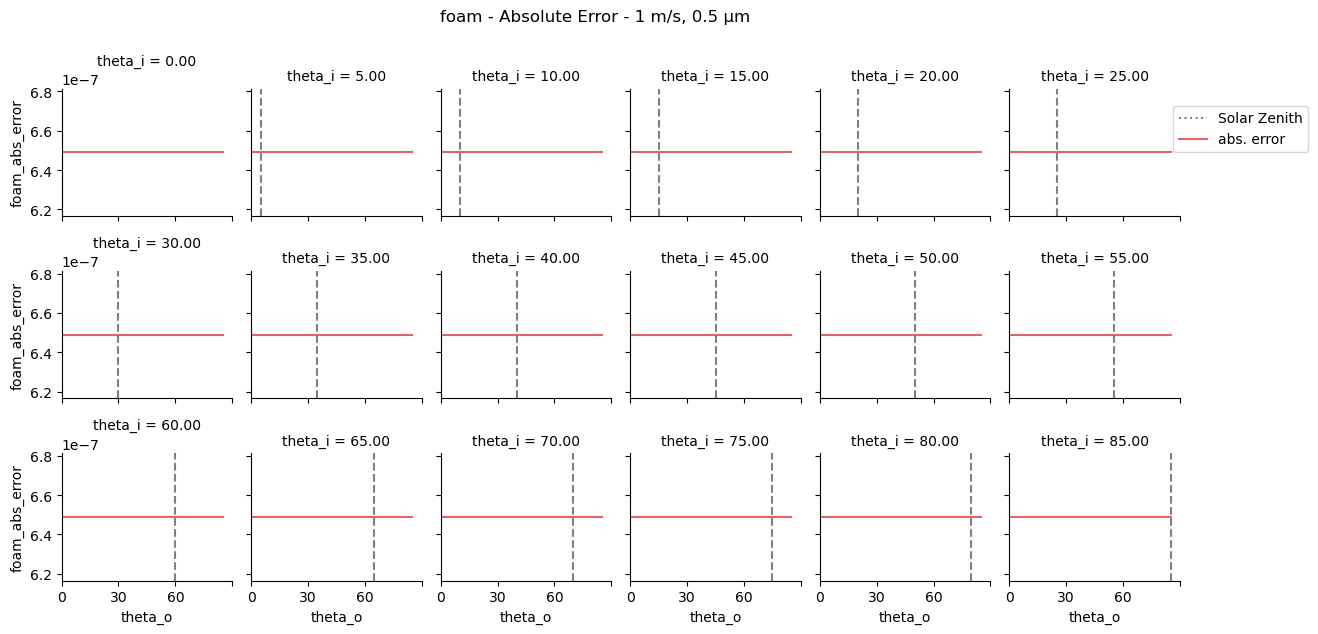 foam - Absolute Error - 1 m/s, 0.5 µm
theta_i = 0.00
theta_i = 5.00
theta_i = 10.00
theta_i = 15.00
theta_i = 20.00
theta_i = 25.00
1e−7
6.8
6.6
6.4
6.2
foam_abs_error
Solar Zenith
abs. error
theta_i = 30.00
theta_i = 35.00
theta_i = 40.00
theta_i = 45.00
theta_i = 50.00
theta_i = 55.00
1e−7
6.8
6.6
6.4
6.2
foam_abs_error
theta_i = 60.00
theta_i = 65.00
theta_i = 70.00
theta_i = 75.00
theta_i = 80.00
theta_i = 85.00
1e−7
6.8
6.6
6.4
6.2
foam_abs_error
0 30 60
0 30 60
0 30 60
0 30 60
0 30 60
0 30 60
theta_o
theta_o
theta_o
theta_o
theta_o
theta_o